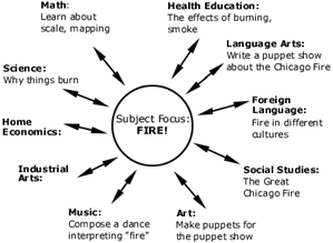 Math:
Learn about
scale, mapping
Health Education:
The effects of burning,
smoke
Language Arts:
Write a puppet show
about the Chicago Fire
Science:
Why things burn
Foreign
Language:
Fire in different
cultures
Subject Focus:
FIRE!
Home
Economics:
Social Studies:
The Great
Chicago Fire
Industrial
Arts:
Music:
Compose a dance
interpreting "fire"
Art:
Make puppets for
the puppet show